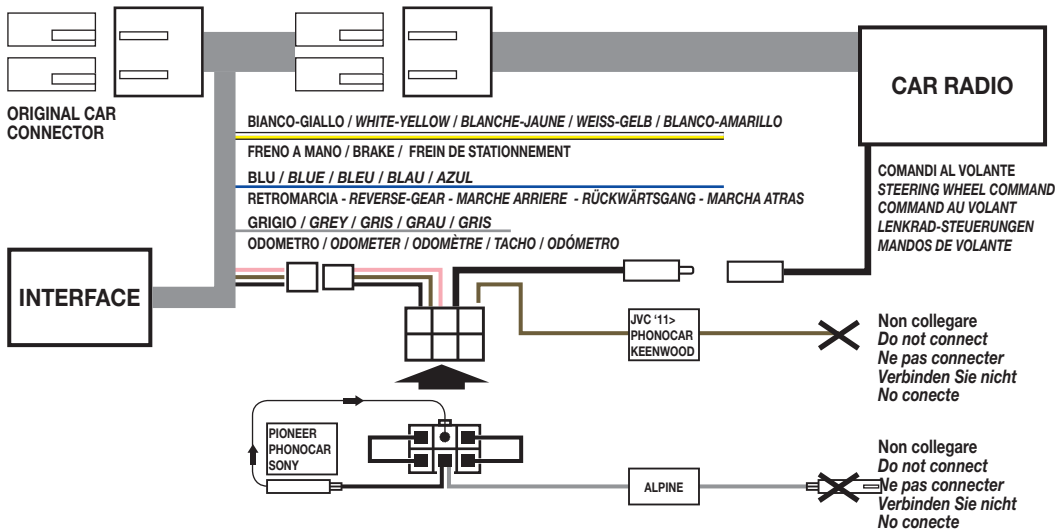 ORIGINAL CAR
CONNECTOR
CAR RADIO
BIANCO-GIALLO / WHITE-YELLOW / BLANCHE-JAUNE / WEISS-GELB / BLANCO-AMARILLO
FRENO A MANO / BRAKE / FREIN DE STATIONNEMENT
BLU / BLUE / BLEU / BLAU / AZUL
RETROMARCIA - REVERSE-GEAR - MARCHE ARRIERE - RÜCKWÄRTSGANG - MARCHA ATRAS
GRIGIO / GREY / GRIS / GRAU / GRIS
ODOMETRO / ODOMETER / ODOMÈTRE / TACHO / ODÓMETRO
COMANDI AL VOLANTE
STEERING WHEEL COMMAND
COMMAND AU VOLANT
LENKRAD-STEUERUNGEN
MANDOS DE VOLANTE
INTERFACE
JVC '11>
PHONOCAR
KEENWOOD
Non collegare
Do not connect
Ne pas connecter
Verbinden Sie nicht
No conecte
PIONEER
PHONOCAR
SONY
ALPINE
Non collegare
Do not connect
Ne pas connecter
Verbinden Sie nicht
No conecte